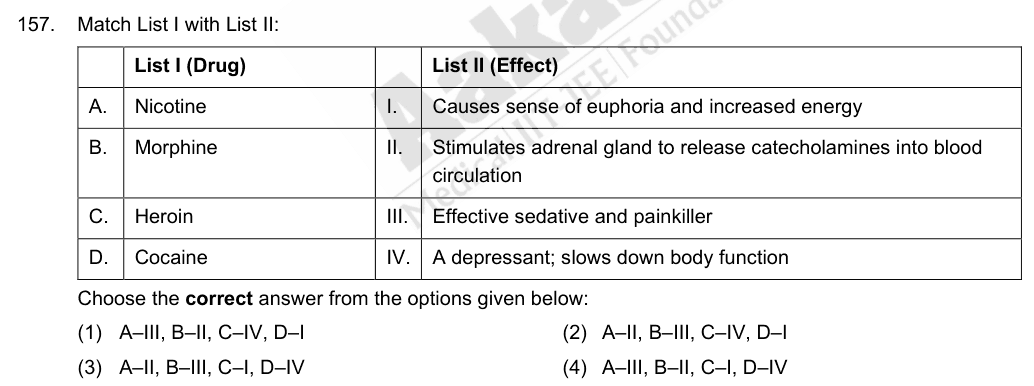 157. Match List I with List II:
List I (Drug) List II (Effect)
A. Nicotine I. Causes sense of euphoria and increased energy
B. Morphine II. Stimulates adrenal gland to release catecholamines into blood
circulation
C. Heroin III. Effective sedative and painkiller
D. Cocaine IV. A depressant; slows down body function
Choose the correct answer from the options given below:
(1) A–III, B–II, C–IV, D–I (2) A–II, B–III, C–IV, D–I
(3) A–II, B–III, C–I, D–IV (4) A–III, B–II, C–I, D–IV